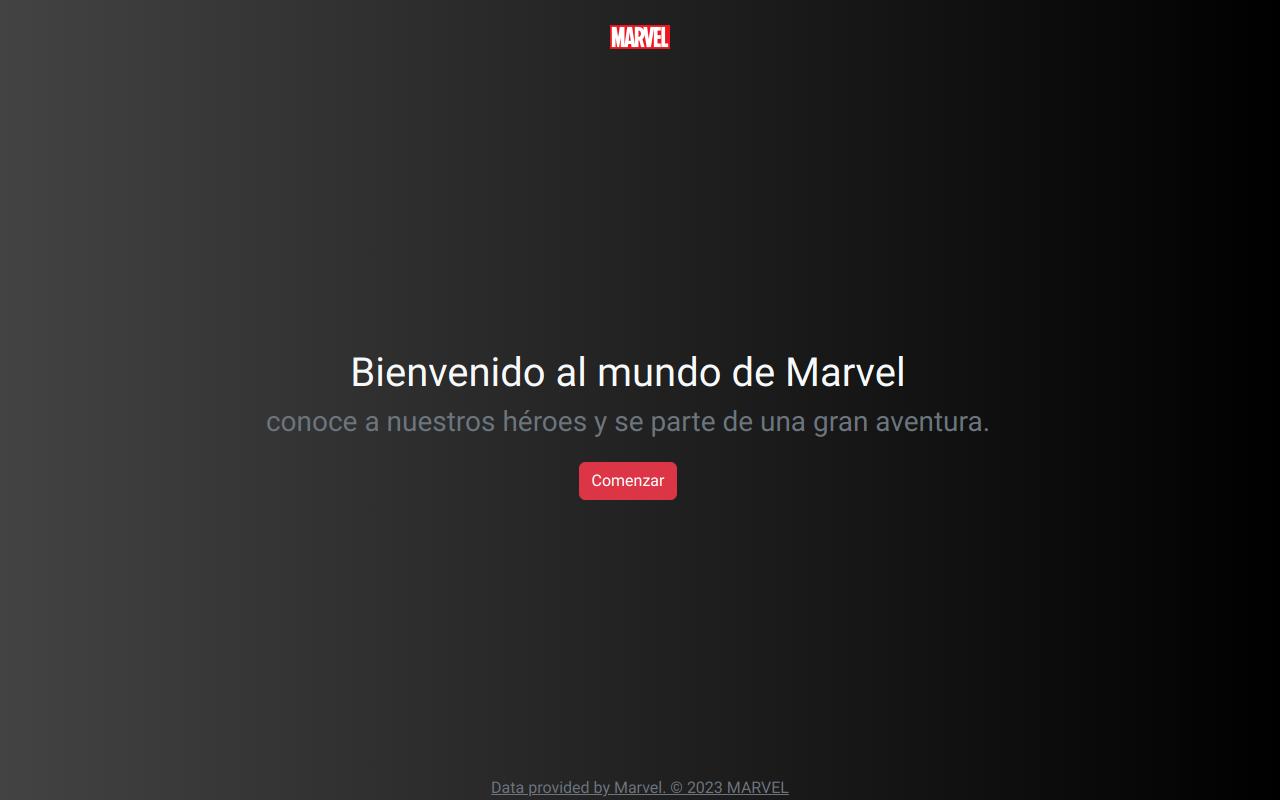 MARVEL
Bienvenido al mundo de Marvel
conoce a nuestros héroes y se parte de una gran aventura.
Comenzar
Data provided by Marvel. © 2023 MARVEL